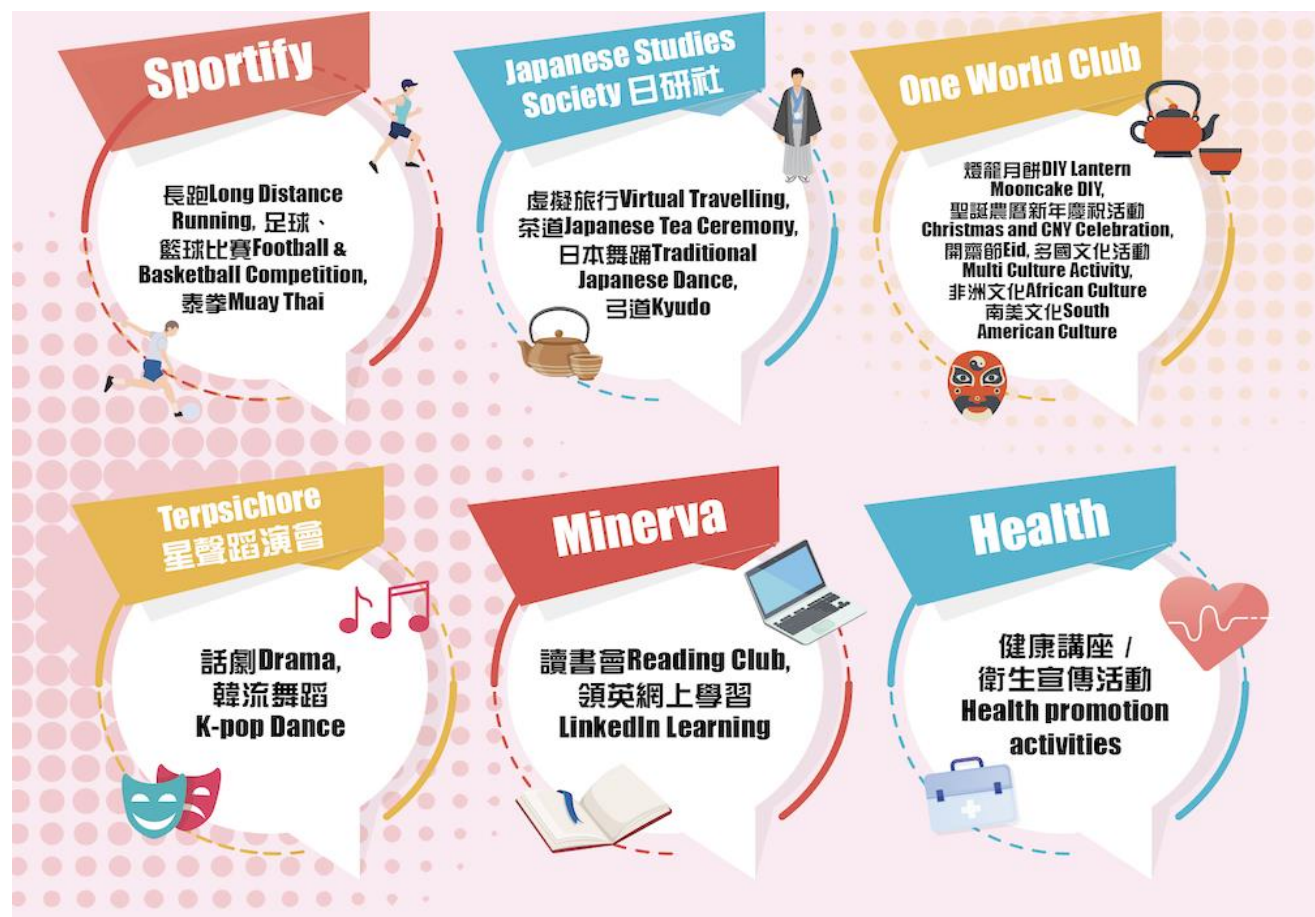 Sportify
長跑Long Distance
Running, 足球、
籃球比賽Football &
Basketball Competition,
泰拳Muay Thai
Japanese Studies
Society 日研社
虛擬旅行Virtual Travelling,
茶道Japanese Tea Ceremony,
日本舞踊Traditional
Japanese Dance,
弓道Kyudo
One World Club
燈籠月餅DIY Lantern
Mooncake DIY,
聖誕農曆新年慶祝活動
Christmas and CNY Celebration,
開齋節Eid, 多國文化活動
Multi Culture Activity,
非洲文化African Culture
南美文化South
American Culture
Terpsichore
星聲蹈演會
話劇Drama,
韓流舞蹈
K-pop Dance
Minerva
讀書會Reading Club,
領英網上學習
LinkedIn Learning
Health
健康講座 /
衛生宣傳活動
Health promotion
activities